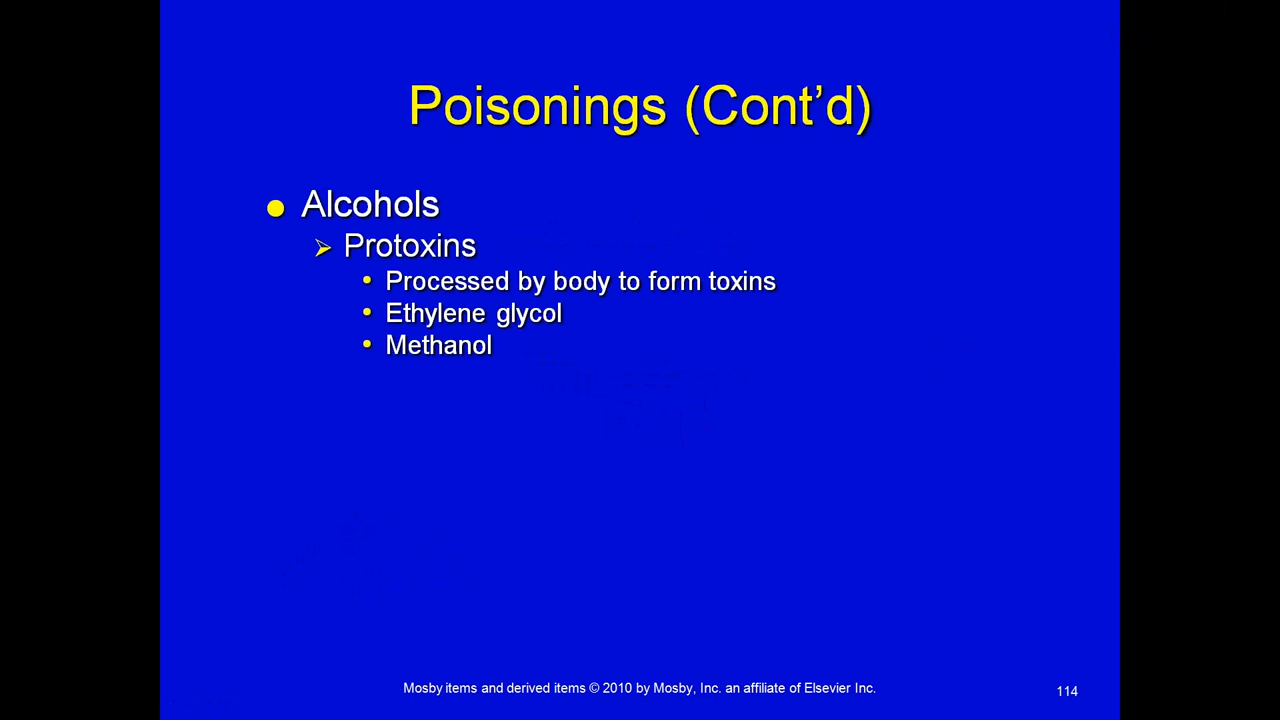 Poisonings (Cont’d)
Alcohols
Protoxins
Processed by body to form toxins
Ethylene glycol
Methanol
Mosby items and derived items © 2010 by Mosby, Inc. an affiliate of Elsevier Inc.
114